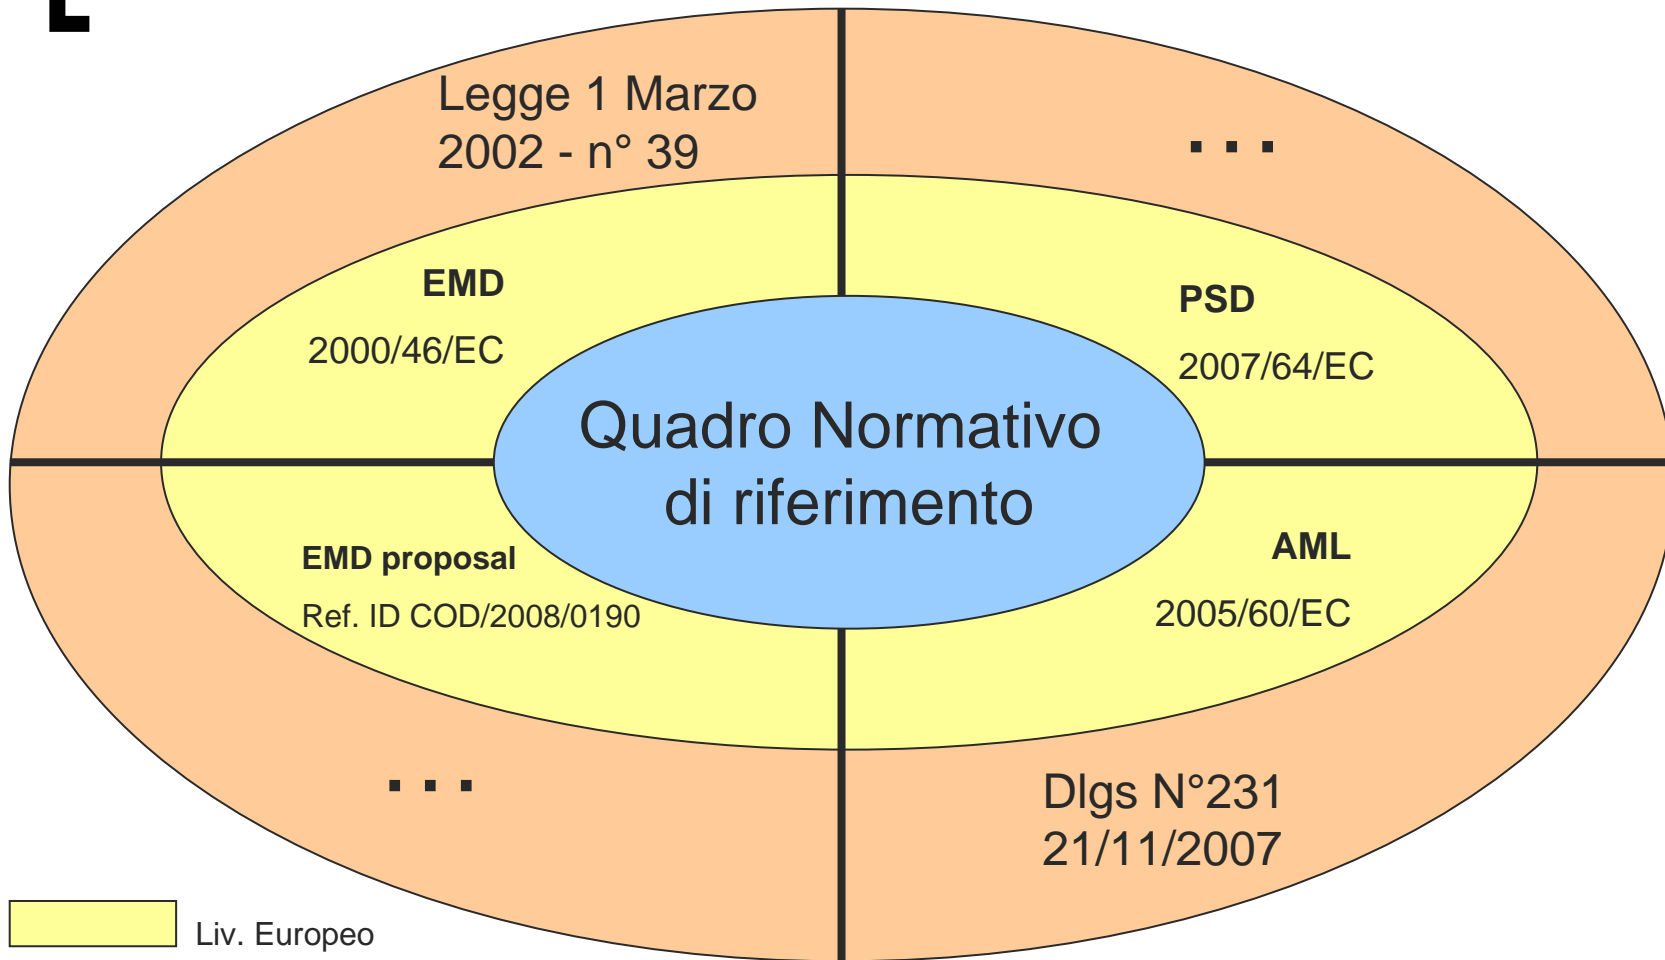 Legge 1 Marzo
2002 - n° 39
...
EMD
2000/46/EC
PSD
2007/64/EC
Quadro Normativo
di riferimento
EMD proposal
Ref. ID COD/2008/0190
AML
2005/60/EC
...
Dlgs N°231
21/11/2007
Liv. Europeo